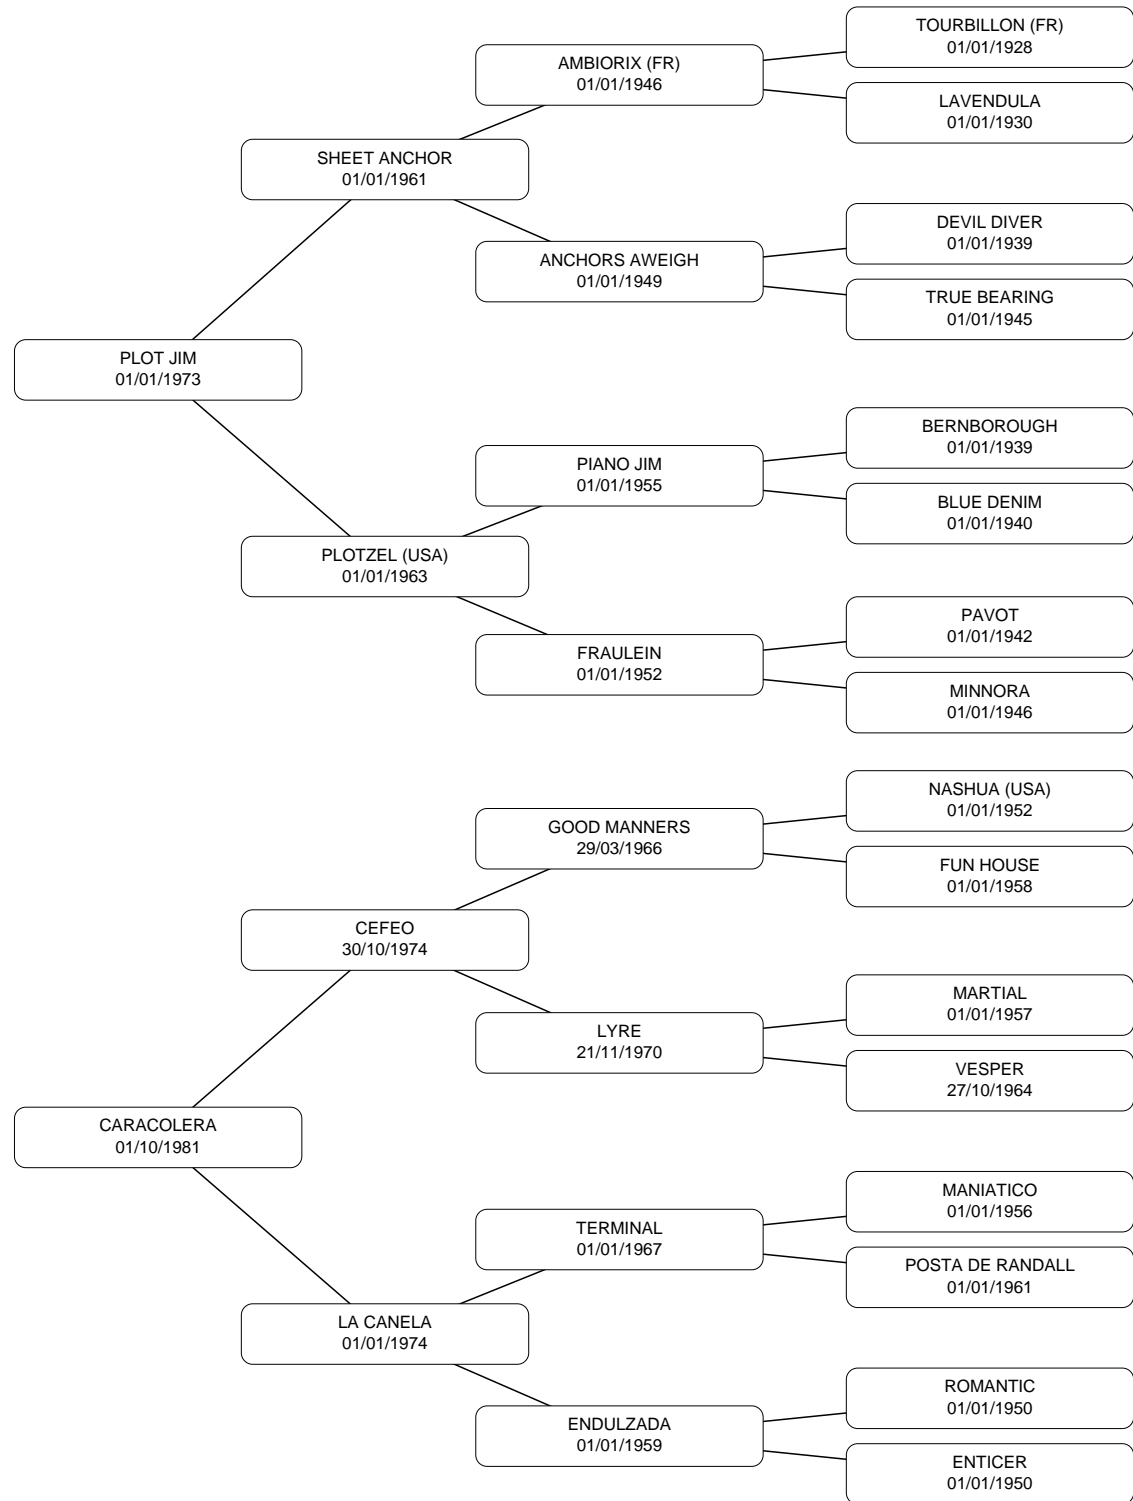 TOURBILLON (FR)
01/01/1928
AMBIORIX (FR)
01/01/1946
LAVENDULA
01/01/1930
SHEET ANCHOR
01/01/1961
DEVIL DIVER
01/01/1939
ANCHORS AWEIGH
01/01/1949
TRUE BEARING
01/01/1945
PLOT JIM
01/01/1973
BERNBOROUGH
01/01/1939
PIANO JIM
01/01/1955
BLUE DENIM
01/01/1940
PLOTZEL (USA)
01/01/1963
PAVOT
01/01/1942
FRAULEIN
01/01/1952
MINNORA
01/01/1946
NASHUA (USA)
01/01/1952
GOOD MANNERS
29/03/1966
FUN HOUSE
01/01/1958
CEFEO
30/10/1974
MARTIAL
01/01/1957
LYRE
21/11/1970
VESPER
27/10/1964
CARACOLERA
01/10/1981
MANIATICO
01/01/1956
TERMINAL
01/01/1967
POSTA DE RANDALL
01/01/1961
LA CANELA
01/01/1974
ROMANTIC
01/01/1950
ENDULZADA
01/01/1959
ENTICER
01/01/1950